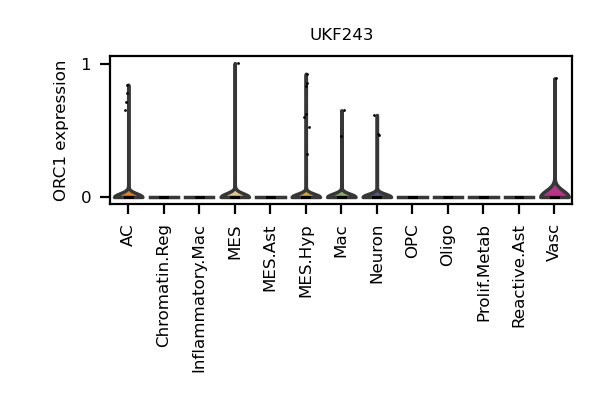 UKF243
ORC1 expression
1
0
AC
Chromatin.Reg
Inflammatory.Mac
MES
MES.Ast
MES.Hyp
Mac
Neuron
OPC
Oligo
Prolif.Metab
Reactive.Ast
Vasc